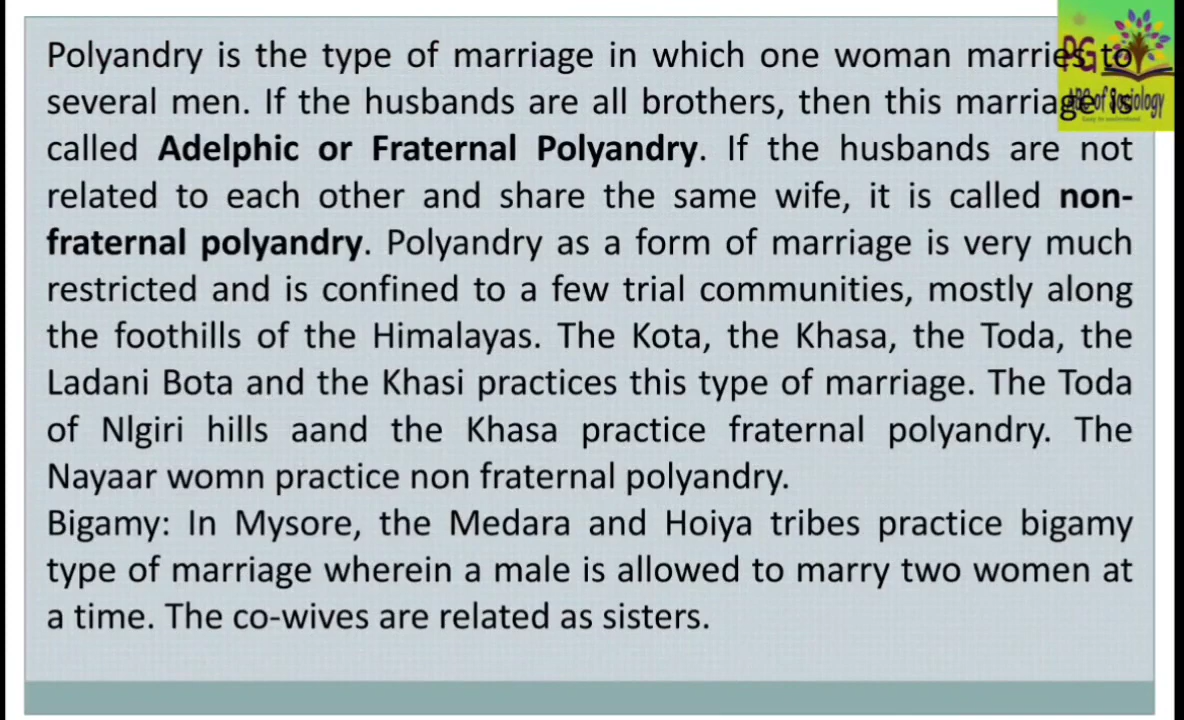 Polyandry is the type of marriage in which one woman marries to
several men. If the husbands are all brothers, then this marriage is
called Adelphic or Fraternal Polyandry. If the husbands are not
related to each other and share the same wife, it is called non-
fraternal polyandry. Polyandry as a form of marriage is very much
restricted and is confined to a few trial communities, mostly along
the foothills of the Himalayas. The Kota, the Khasa, the Toda, the
Ladani Bota and the Khasi practices this type of marriage. The Toda
of Nlgiri hills aand the Khasa practice fraternal polyandry. The
Nayaar womn practice non fraternal polyandry.
Bigamy: In Mysore, the Medara and Hoiya tribes practice bigamy
type of marriage wherein a male is allowed to marry two women at
a time. The co-wives are related as sisters.
PG
ABC of Sociology